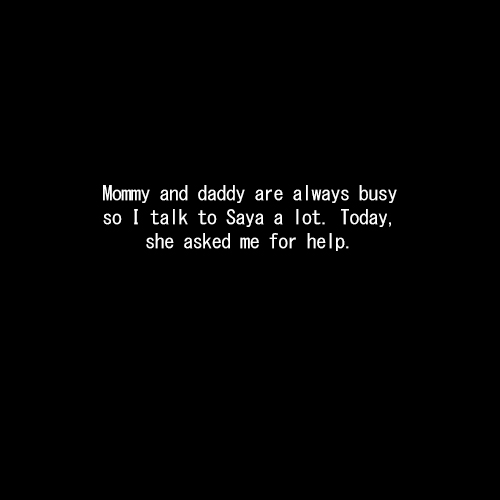 Mommy and daddy are always busy
so I talk to Saya a lot. Today,
she asked me for help.